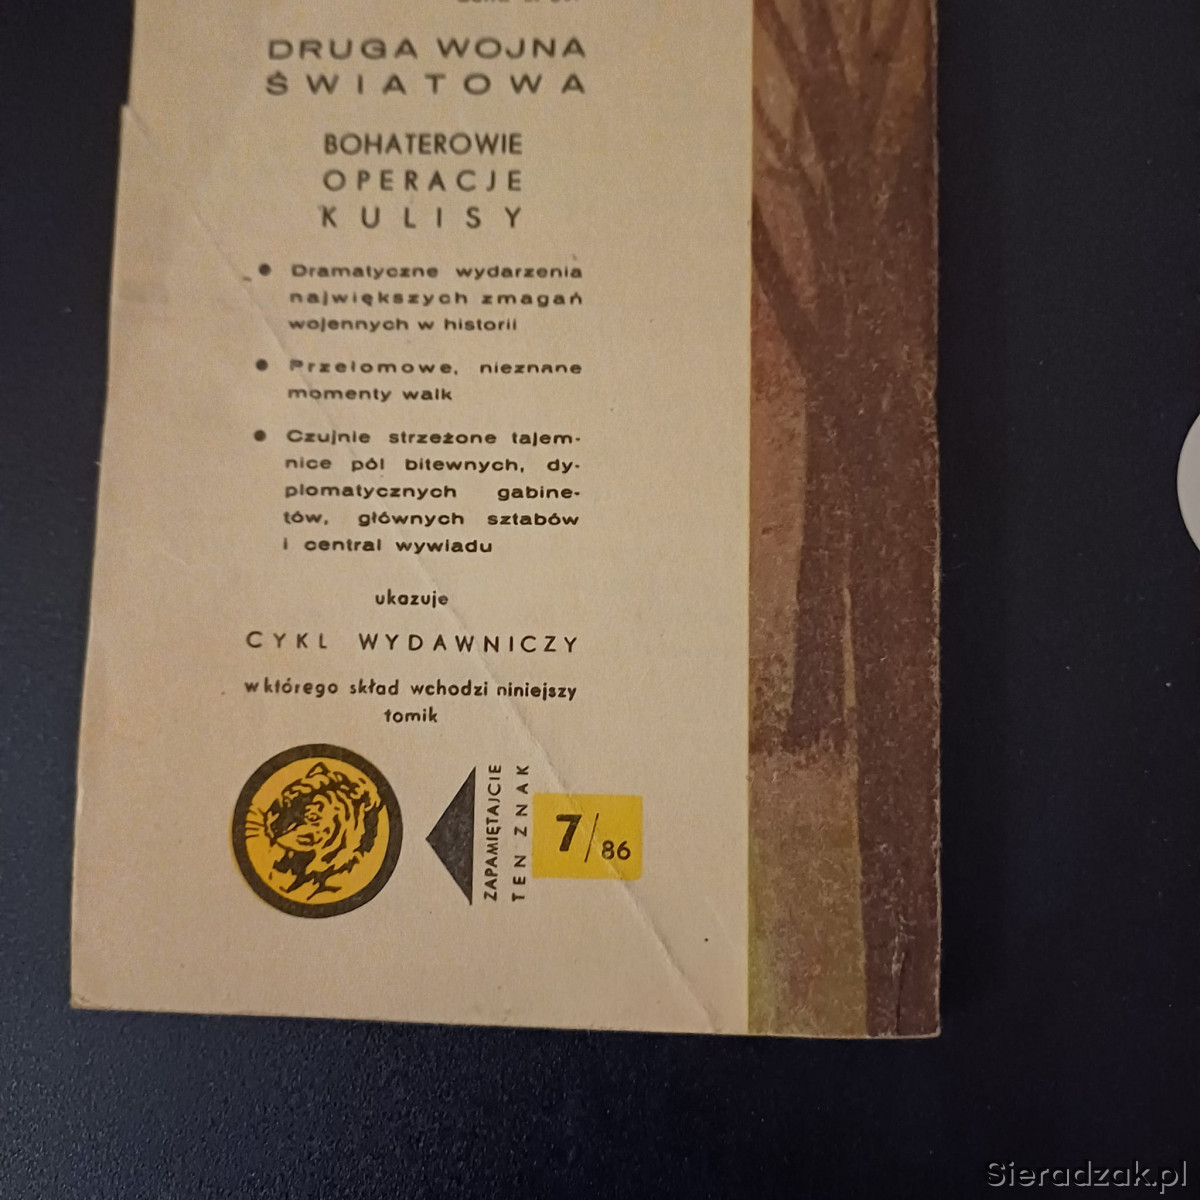 DRUGA WOJNA
ŚWIATOWA
BOHATEROWIE
OPERACJE
KULISY
● Dramatyczne wydarzenia
największych zmagań
wojennych w historii
● Przełomowe, nieznane
momenty walk
● Czujnie strzeżone tajem-
nice pól bitewnych, dy-
plomatycznych gabine-
tów, głównych sztabów
i central wywiadu
ukazuje
CYKL WYDAWNICZY
w którego skład wchodzi niniejszy
tomik
ZAPAMIĘTAJCIE
TEN ZNAK
7/86
Sieradzak.pl